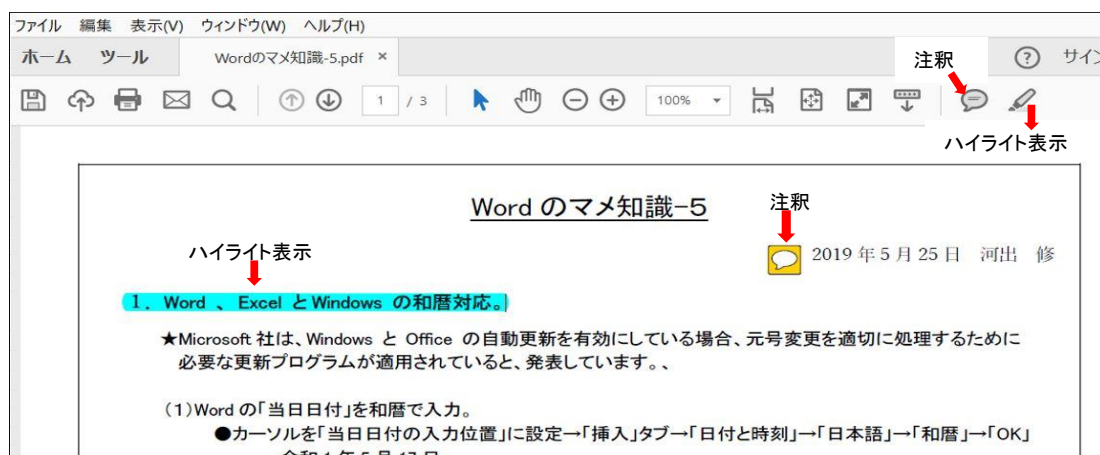 ファイル 編集 表示(V) ウィンドウ(W) ヘルプ(H)
ホーム ツール Wordのマメ知識-5.pdf × 注釈 ? サイン
1 / 3 100%
ハイライト表示
Word のマメ知識-5 注釈
ハイライト表示 2019年5月25日 河出 修
1. Word 、 Excel と Windows の和暦対応。
★Microsoft 社は、Windows と Office の自動更新を有効にしている場合、元号変更を適切に処理するために
必要な更新プログラムが適用されていると、発表しています。、
(1)Word の「当日日付」を和暦で入力。
●カーソルを「当日日付の入力位置」に設定→「挿入」タブ→「日付と時刻」→「日本語」→「和暦」→「OK」